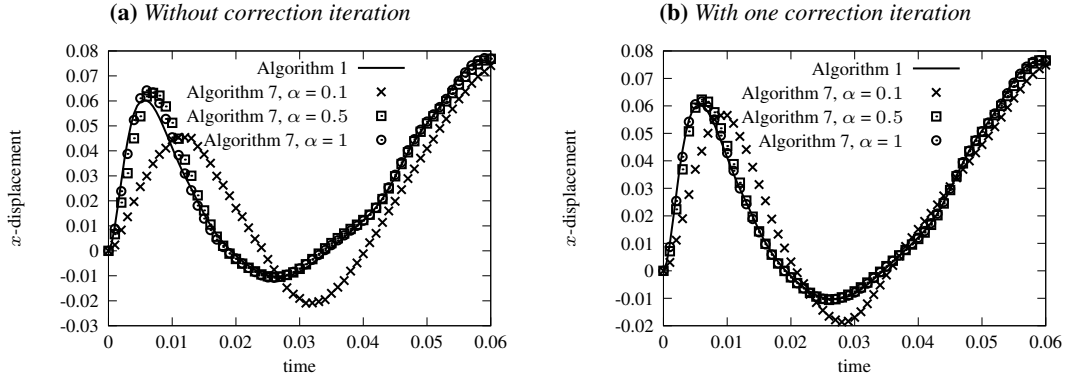 (a) Without correction iteration
0.08
0.07
0.06
0.05
0.04
0.03
0.02
0.01
0
-0.01
-0.02
-0.03
x-displacement
Algorithm 1
Algorithm 7, α = 0.1
Algorithm 7, α = 0.5
Algorithm 7, α = 1
0 0.01 0.02 0.03 0.04 0.05 0.06
time
(b) With one correction iteration
0.08
0.07
0.06
0.05
0.04
0.03
0.02
0.01
0
-0.01
-0.02
x-displacement
Algorithm 1
Algorithm 7, α = 0.1
Algorithm 7, α = 0.5
Algorithm 7, α = 1
0 0.01 0.02 0.03 0.04 0.05 0.06
time